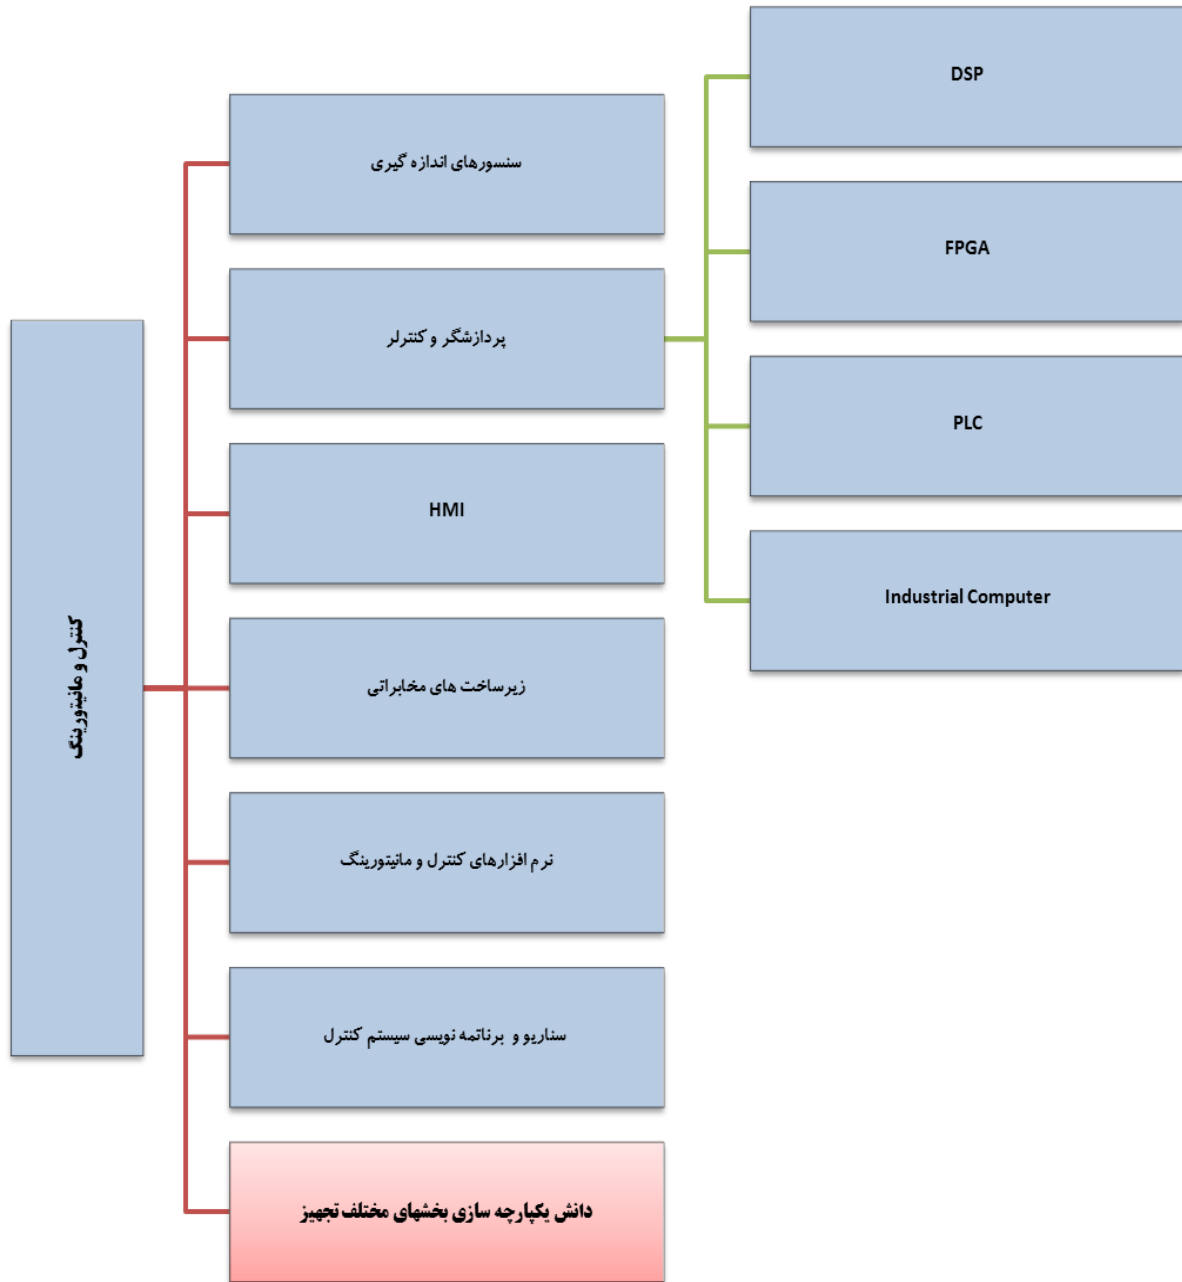 کنترل و مانیتورینگ
سنسورهای اندازه گیری
پردازشگر و کنترلر
HMI
زیرساخت های مخابراتی
نرم افزارهای کنترل و مانیتورینگ
سناریو و برناتمه نویسی سیستم کنترل
دانش یکپارچه سازی بخشهای مختلف تجهیز
DSP
FPGA
PLC
Industrial Computer